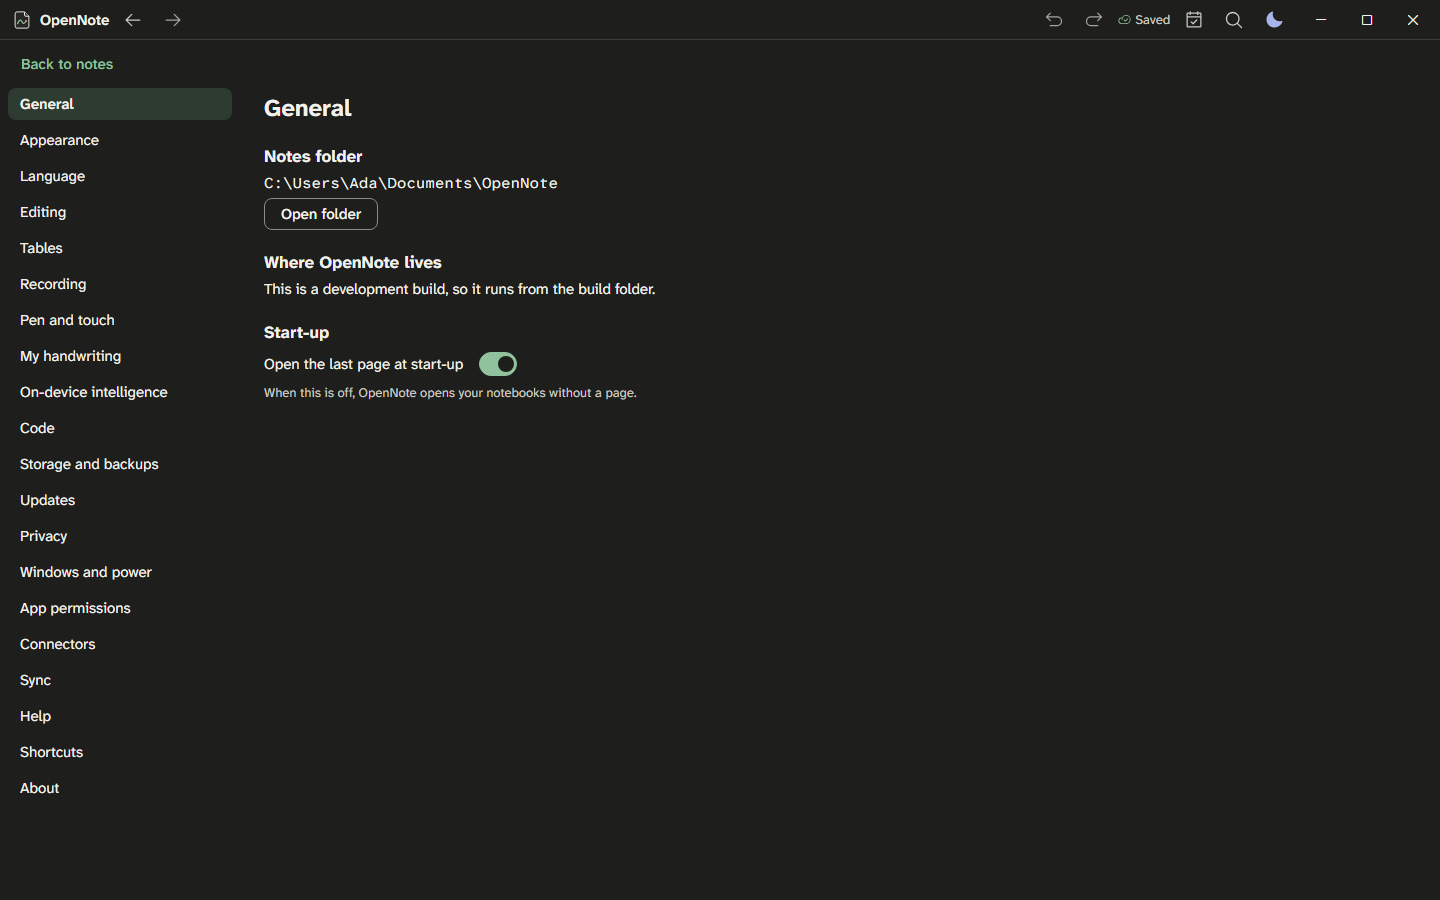 OpenNote
Saved
Back to notes
General
Appearance
Language
Editing
Tables
Recording
Pen and touch
My handwriting
On-device intelligence
Code
Storage and backups
Updates
Privacy
Windows and power
App permissions
Connectors
Sync
Help
Shortcuts
About
General
Notes folder
C:\Users\Ada\Documents\OpenNote
Open folder
Where OpenNote lives
This is a development build, so it runs from the build folder.
Start-up
Open the last page at start-up
When this is off, OpenNote opens your notebooks without a page.